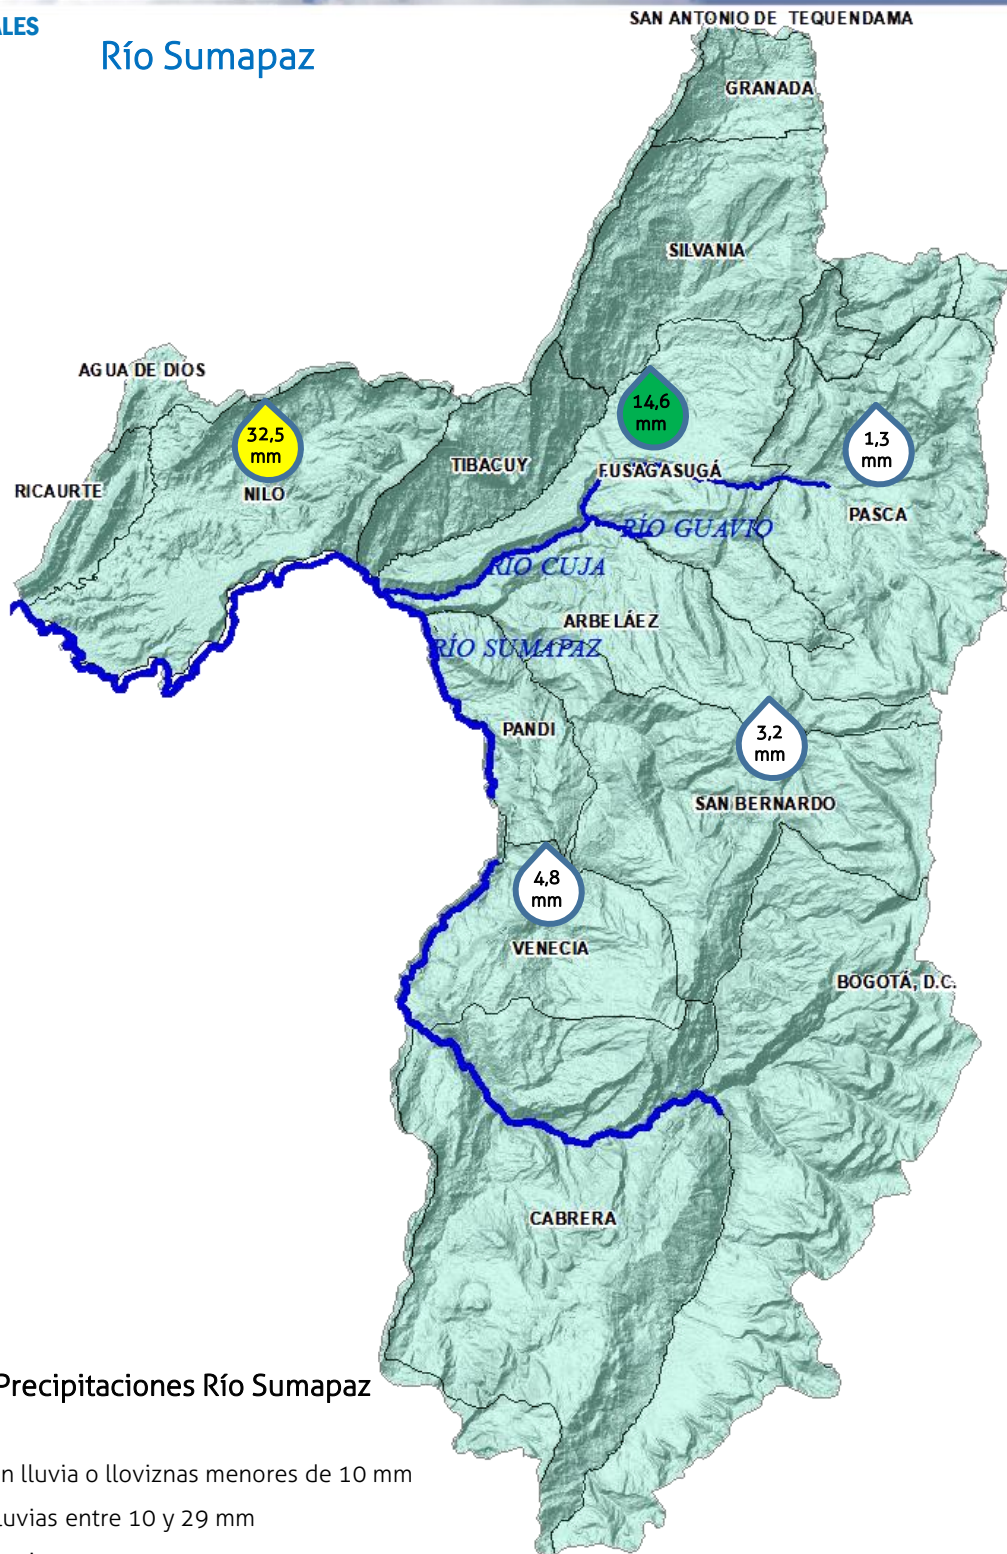 SAN ANTONIO DE TEQUENDAMA
ALES
Río Sumapaz
GRANADA
SILVANIA
AGUA DE DIOS
14,6
mm
32,5
mm
1,3
mm
TIBACUY
FUSAGASUGÁ
RICAURTE
NILO
PASCA
RÍO GUAVIO
RÍO CUJA
ARBELÁEZ
RÍO SUMAPAZ
PANDI
3,2
mm
SAN BERNARDO
4,8
mm
VENECIA
BOGOTÁ, D.C.
CABRERA
Precipitaciones Río Sumapaz
n lluvia o lloviznas menores de 10 mm
luvias entre 10 y 29 mm